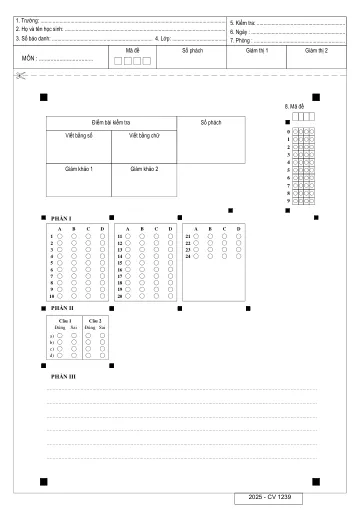 1. Trường: ........................................................
2. Họ và tên học sinh: ........................................................
3. Số báo danh: ........................................ 4. Lớp: ....................
5. Kiểm tra: ........................................
6. Ngày : ........................................
7. Phòng : ........................................
MÔN : ................................
Mã đề
Số phách
Giám thị 1
Giám thị 2
8. Mã đề
Điểm bài kiểm tra
Số phách
Viết bằng số
Viết bằng chữ
Giám khảo 1
Giám khảo 2
0
1
2
3
4
5
6
7
8
9
PHẦN I
A B C D
1
2
3
4
5
6
7
8
9
10
A B C D
11
12
13
14
15
16
17
18
19
20
A B C D
21
22
23
24
PHẦN II
Câu 1 Câu 2
Đúng Sai Đúng Sai
a)
b)
c)
d)
PHẦN III
2025 - CV 1239